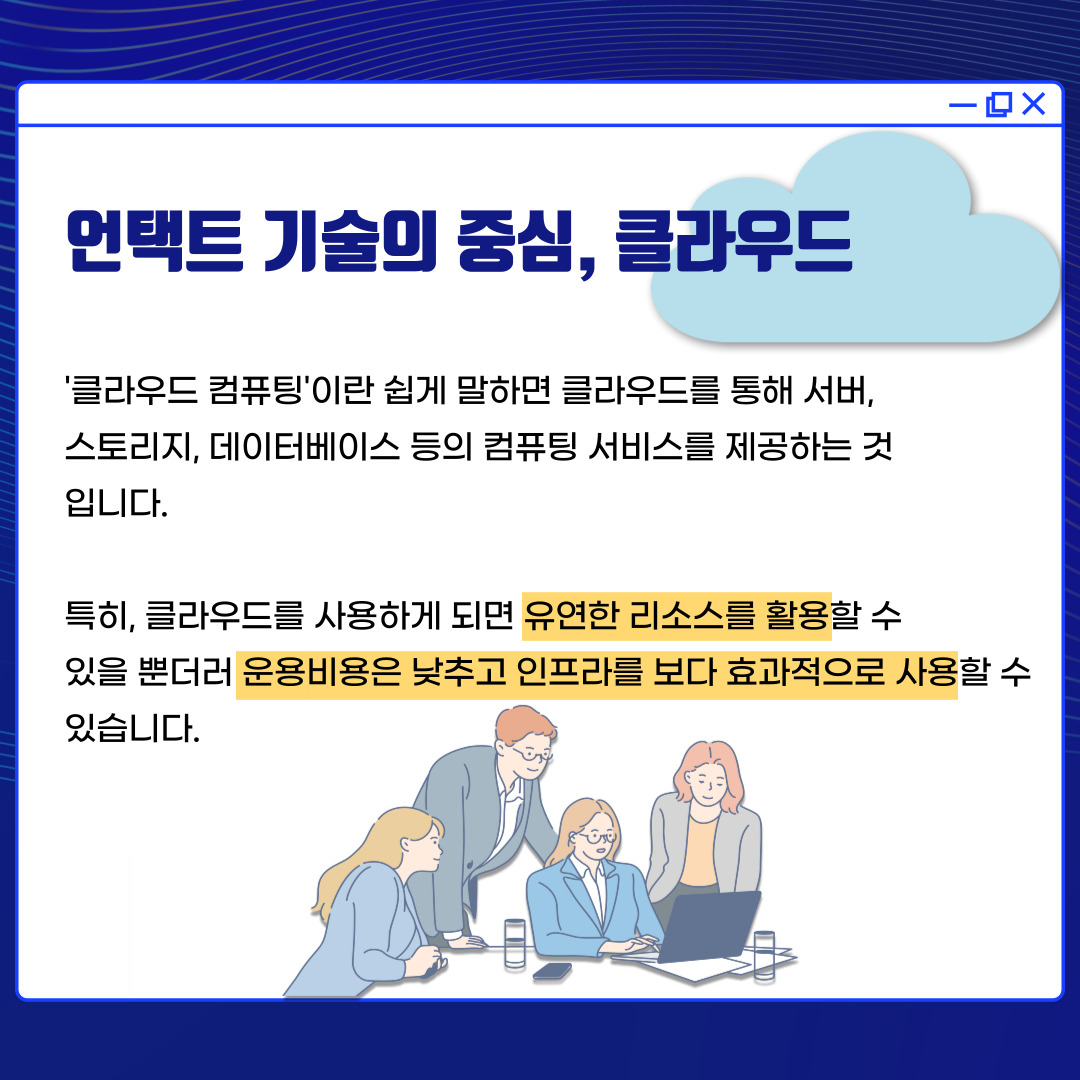 언택트 기술의 중심, 클라우드
'클라우드 컴퓨팅'이란 쉽게 말하면 클라우드를 통해 서버,
스토리지, 데이터베이스 등의 컴퓨팅 서비스를 제공하는 것
입니다.
특히, 클라우드를 사용하게 되면 유연한 리소스를 활용할 수
있을 뿐더러 운용비용은 낮추고 인프라를 보다 효과적으로 사용할 수
있습니다.